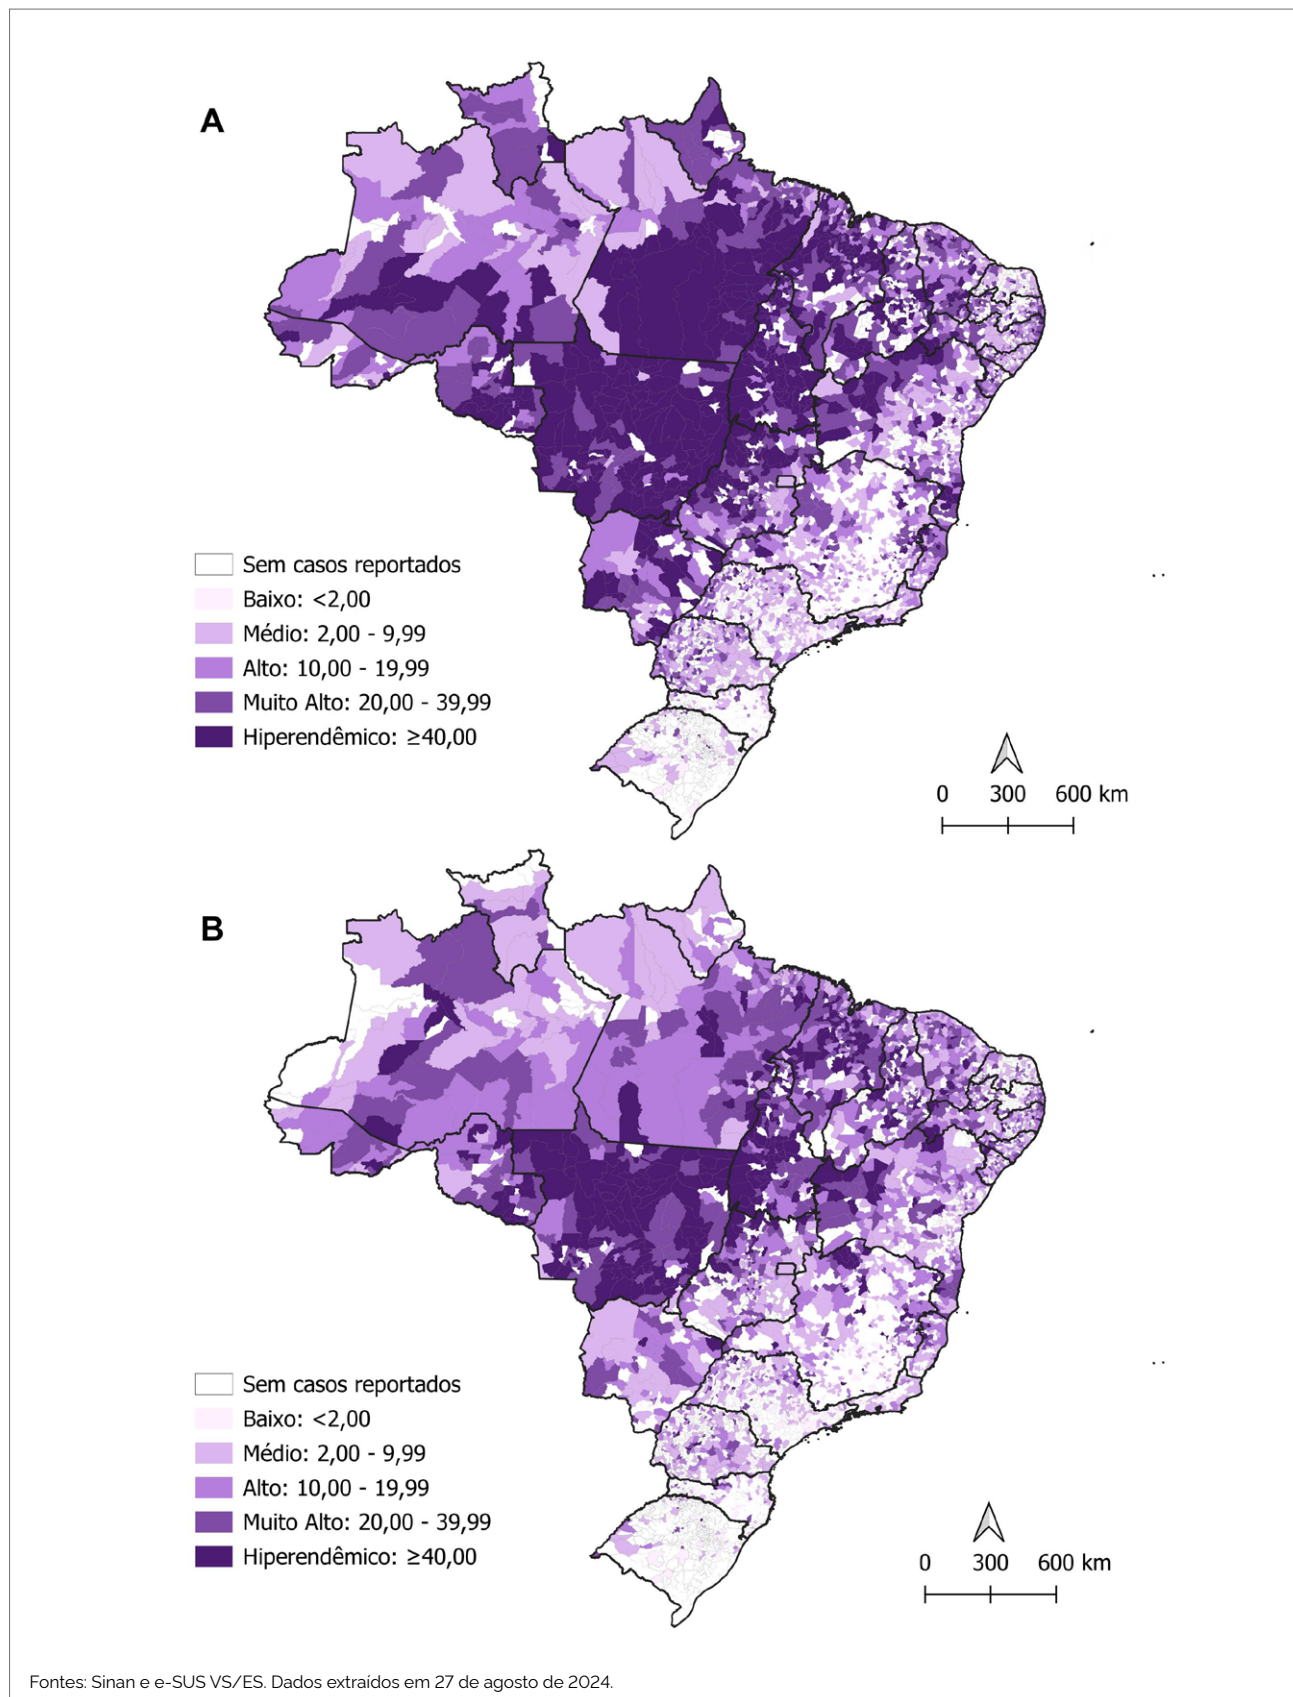 A
Sem casos reportados
Baixo: <2,00
Médio: 2,00 - 9,99
Alto: 10,00 - 19,99
Muito Alto: 20,00 - 39,99
Hiperendêmico: ≥40,00
0 300 600 km
B
Sem casos reportados
Baixo: <2,00
Médio: 2,00 - 9,99
Alto: 10,00 - 19,99
Muito Alto: 20,00 - 39,99
Hiperendêmico: ≥40,00
0 300 600 km
Fontes: Sinan e e-SUS VS/ES. Dados extraídos em 27 de agosto de 2024.